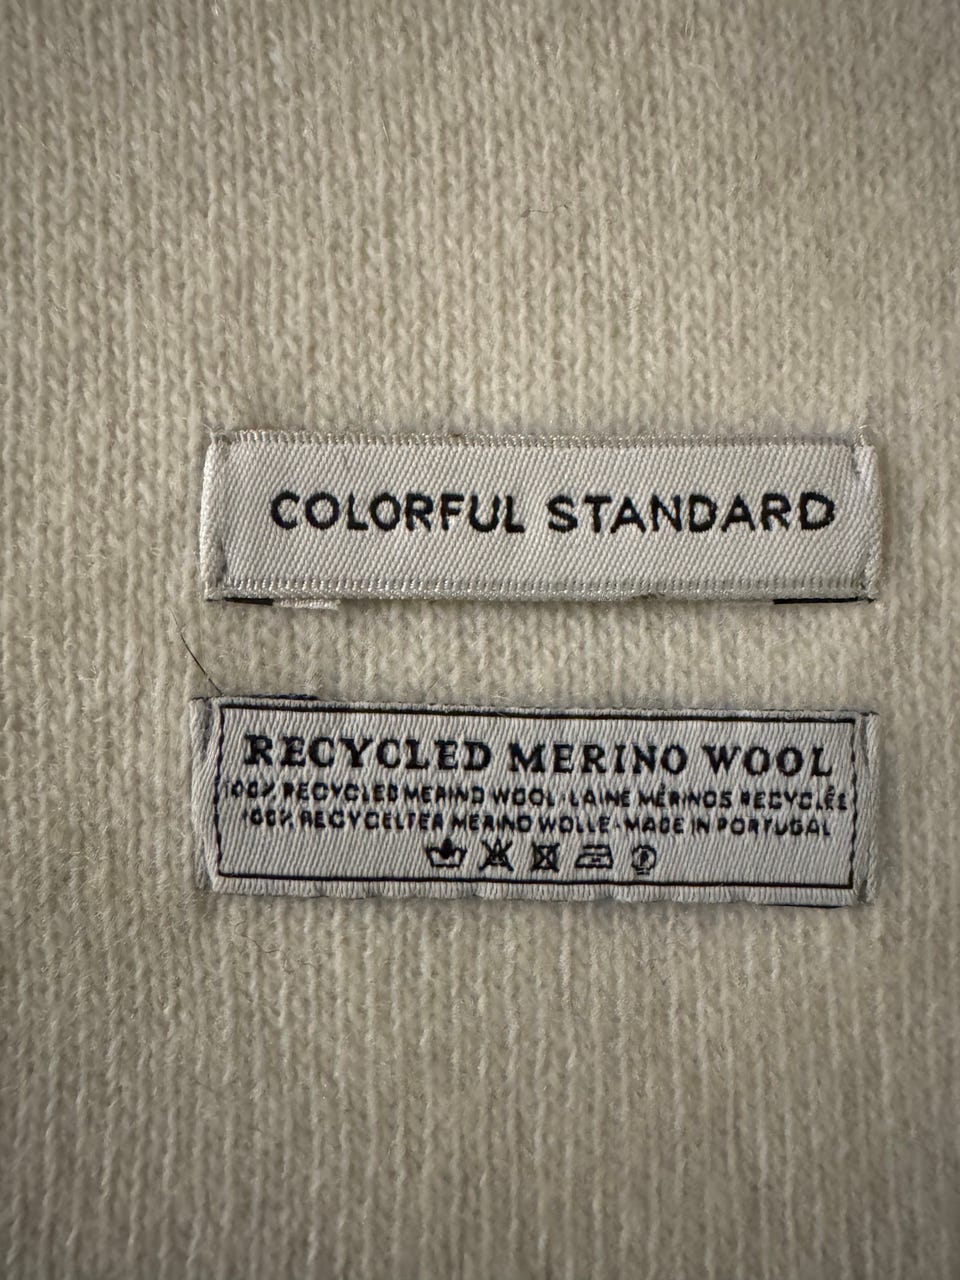 COLORFUL STANDARD
RECYCLED MERINO WOOL
100% RECYCLED MERINO WOOL · LAINE MÉRINOS RECYCLÉE
100% RECYCELTER MERINO WOLLE · MADE IN PORTUGAL